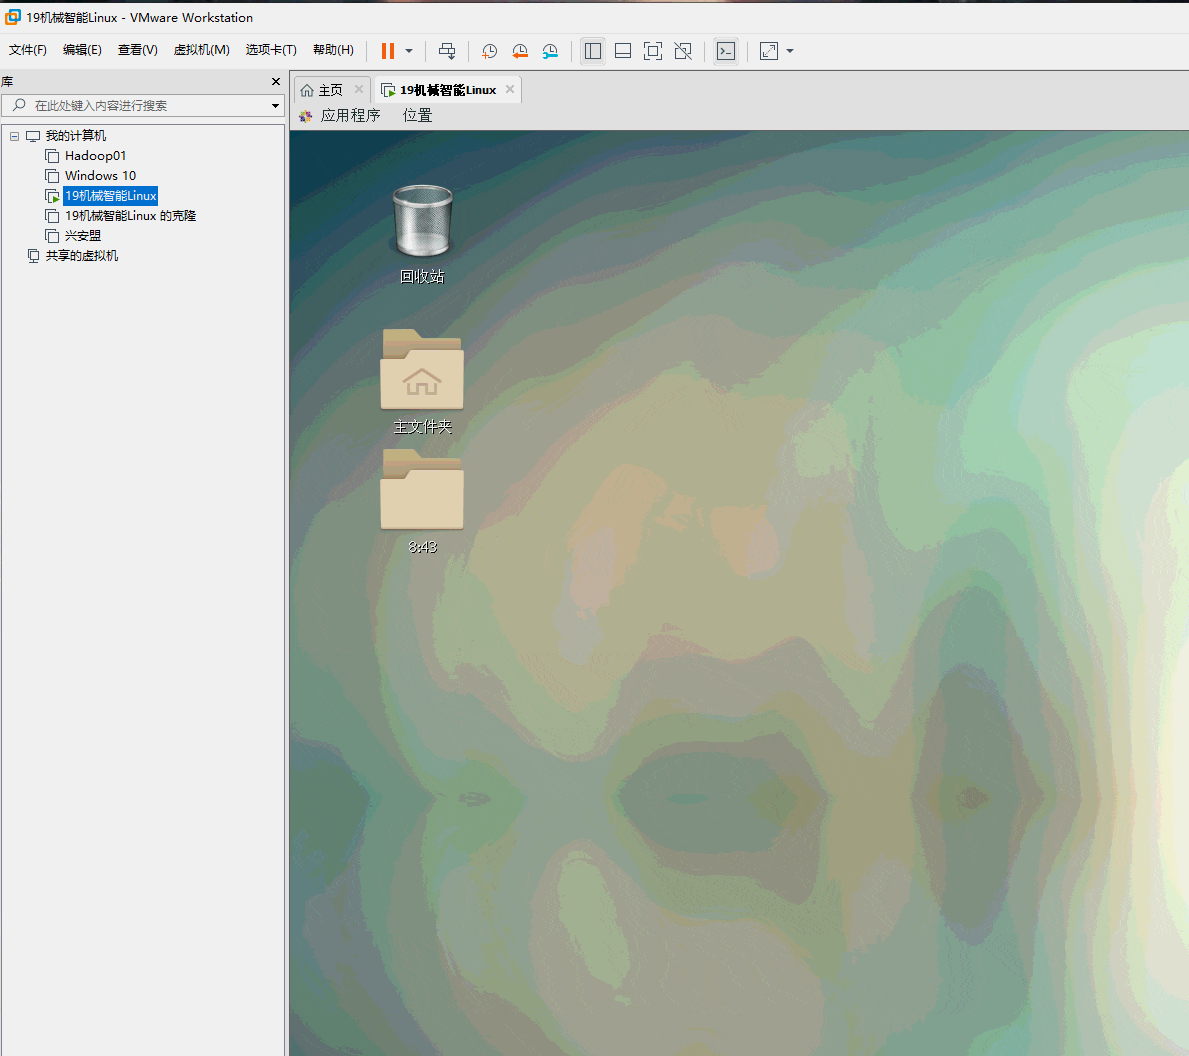 19机械智能Linux - VMware Workstation
文件(F) 编辑(E) 查看(V) 虚拟机(M) 选项卡(T) 帮助(H)
库
在此处键入内容进行搜索
我的计算机
Hadoop01
Windows 10
19机械智能Linux
19机械智能Linux 的克隆
兴安盟
共享的虚拟机
主页 19机械智能Linux
应用程序 位置
回收站
主文件夹
8:43